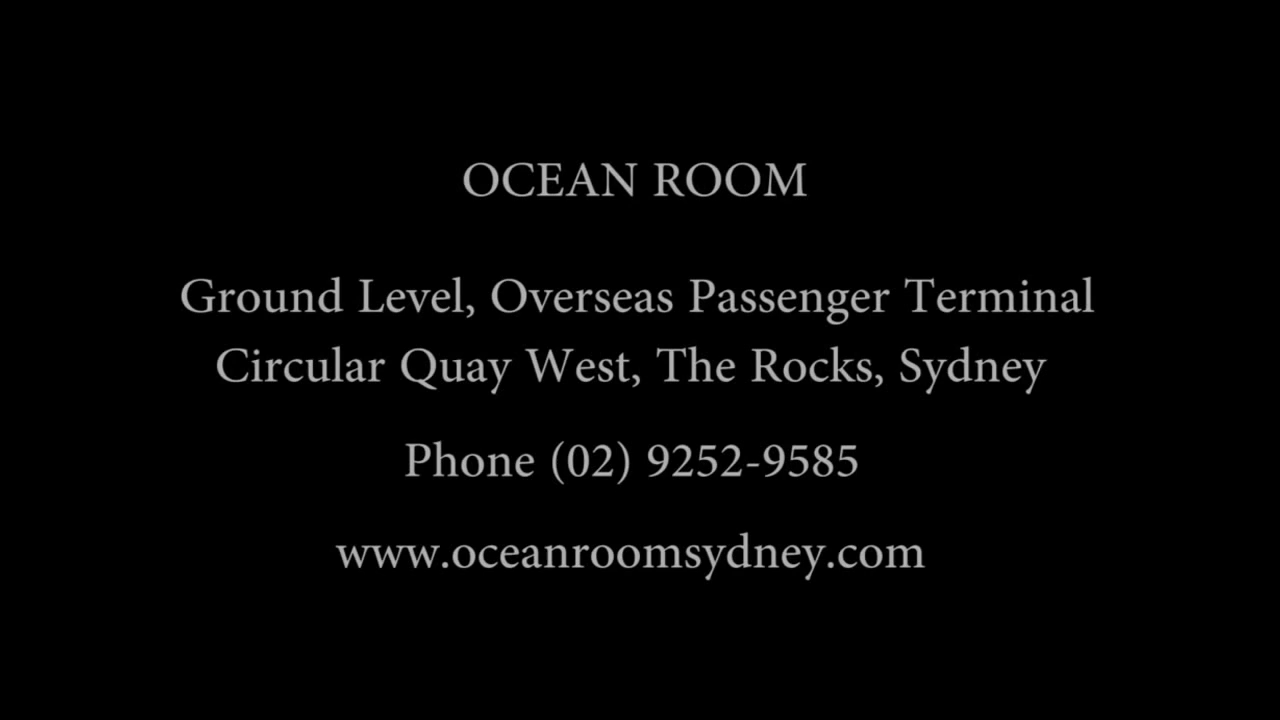 OCEAN ROOM
Ground Level, Overseas Passenger Terminal
Circular Quay West, The Rocks, Sydney
Phone (02) 9252-9585
www.oceanroomsydney.com